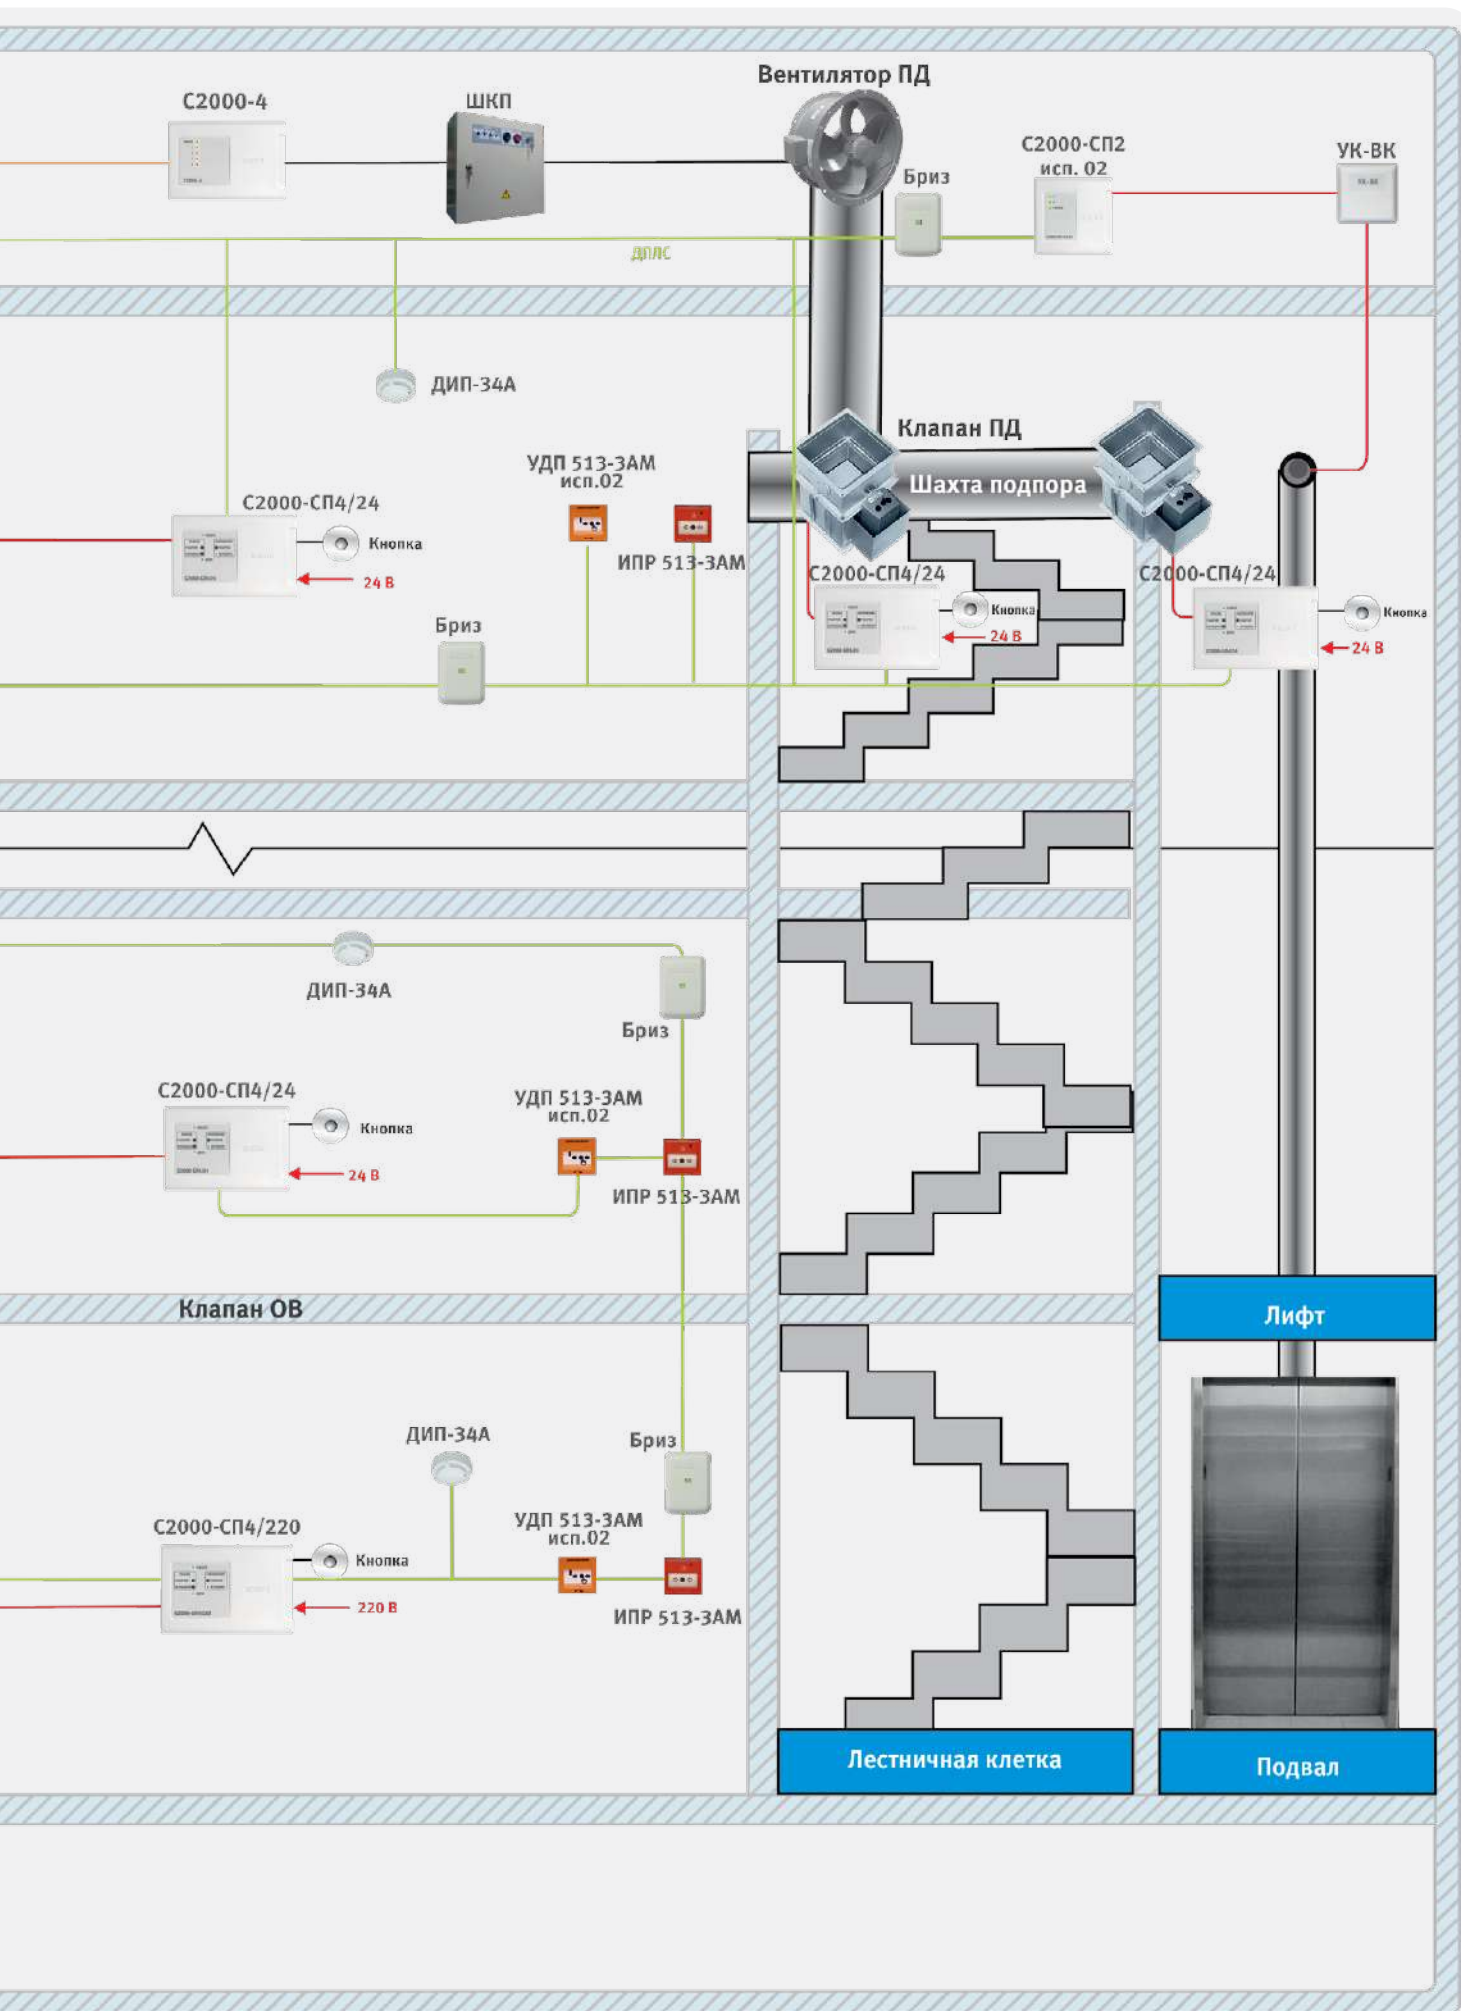 Вентилятор ПД
С2000-4
ШКП
С2000-СП2
исп. 02
УК-ВК
Бриз
УК-ВК
ДПЛС
ДИП-34А
Клапан ПД
УДП 513-3АМ
исп.02
Шахта подпора
С2000-СП4/24
Кнопка
ИПР 513-3АМ
24 В
С2000-СП4/24
С2000-СП4/24
Кнопка
Кнопка
Бриз
24 В
24 В
ДИП-34А
Бриз
С2000-СП4/24
УДП 513-3АМ
исп.02
Кнопка
24 В
ИПР 513-3АМ
Клапан ОВ
Лифт
ДИП-34А
Бриз
С2000-СП4/220
УДП 513-3АМ
исп.02
Кнопка
220 В
ИПР 513-3АМ
Лестничная клетка
Подвал